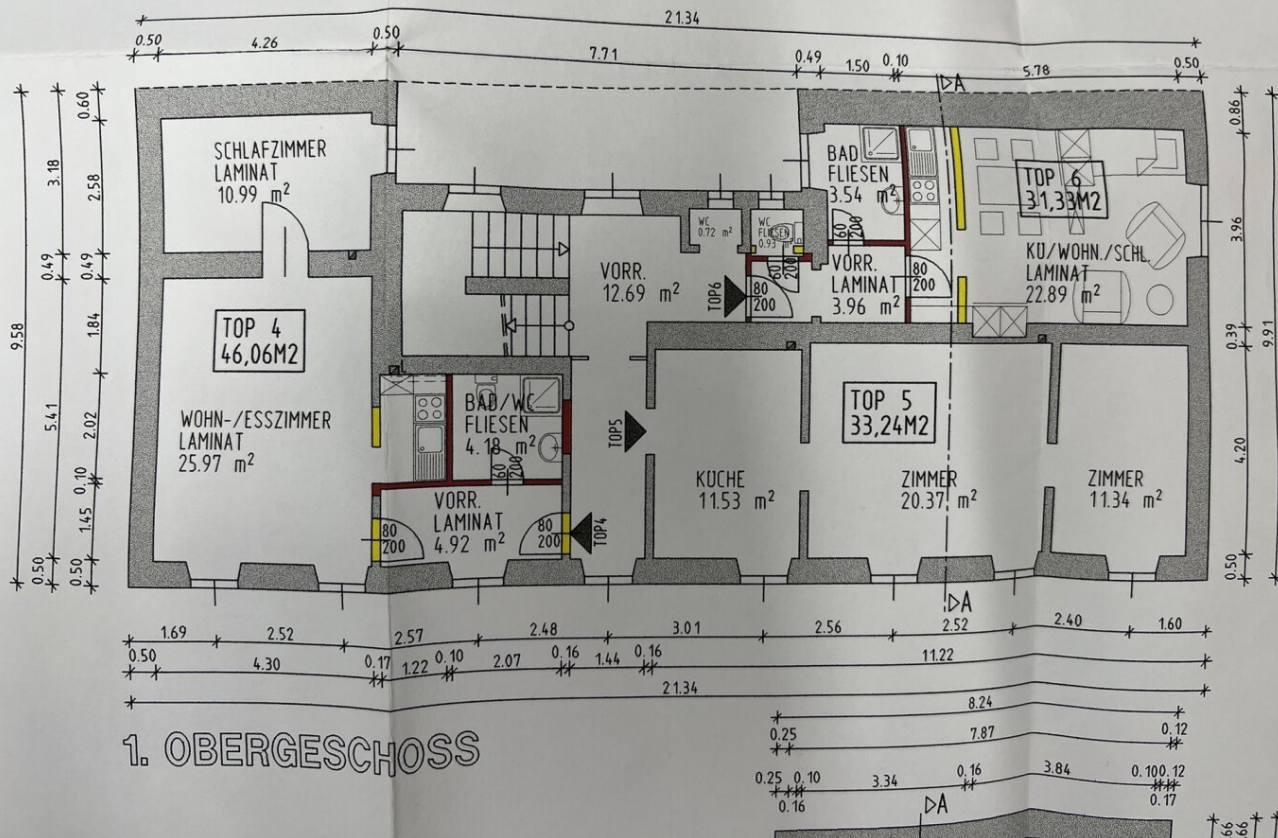 21.34
0.50 4.26 0.50 7.71 0.49 1.50 0.10 5.78 0.50
A
9.58
0.50 5.41 0.49 3.18
0.50 1.45 0.10 2.02 1.84 0.49 2.58 0.60
0.86
3.96
0.39
4.20
0.50
9.91
SCHLAFZIMMER
LAMINAT
10.99 m²
BAD
FLIESEN
3.54 m²
60
200
TOP 6
31,33M2
KÜ/WOHN./SCHL.
LAMINAT
22.89 m²
WC
0.72 m²
WC
FLIESEN
0.93 m²
60
200
VORR.
12.69 m²
TOP6
80
200
VORR.
LAMINAT
3.96 m²
80
200
TOP 4
46,06M2
WOHN-/ESSZIMMER
LAMINAT
25.97 m²
BAD/WC
FLIESEN
4.18 m²
60
200
TOP5
TOP 5
33,24M2
KÜCHE
11.53 m²
ZIMMER
20.37 m²
ZIMMER
11.34 m²
VORR.
LAMINAT
4.92 m²
80
200
80
200
TOP4
A
1.69 2.52 2.57 2.48 3.01 2.56 2.52 2.40 1.60
0.50 4.30 0.17 1.22 0.10 2.07 0.16 1.44 0.16 11.22
21.34
1. OBERGESCHOSS
8.24
0.25 7.87 0.12
0.25 0.10 3.34 0.16 3.84 0.10 0.12
0.16 0.17
A